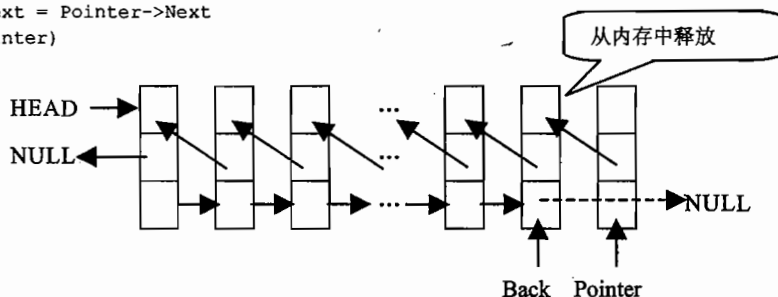 ext = Pointer->Next
nter)
从内存中释放
HEAD
...
NULL
...
...
NULL
Back Pointer